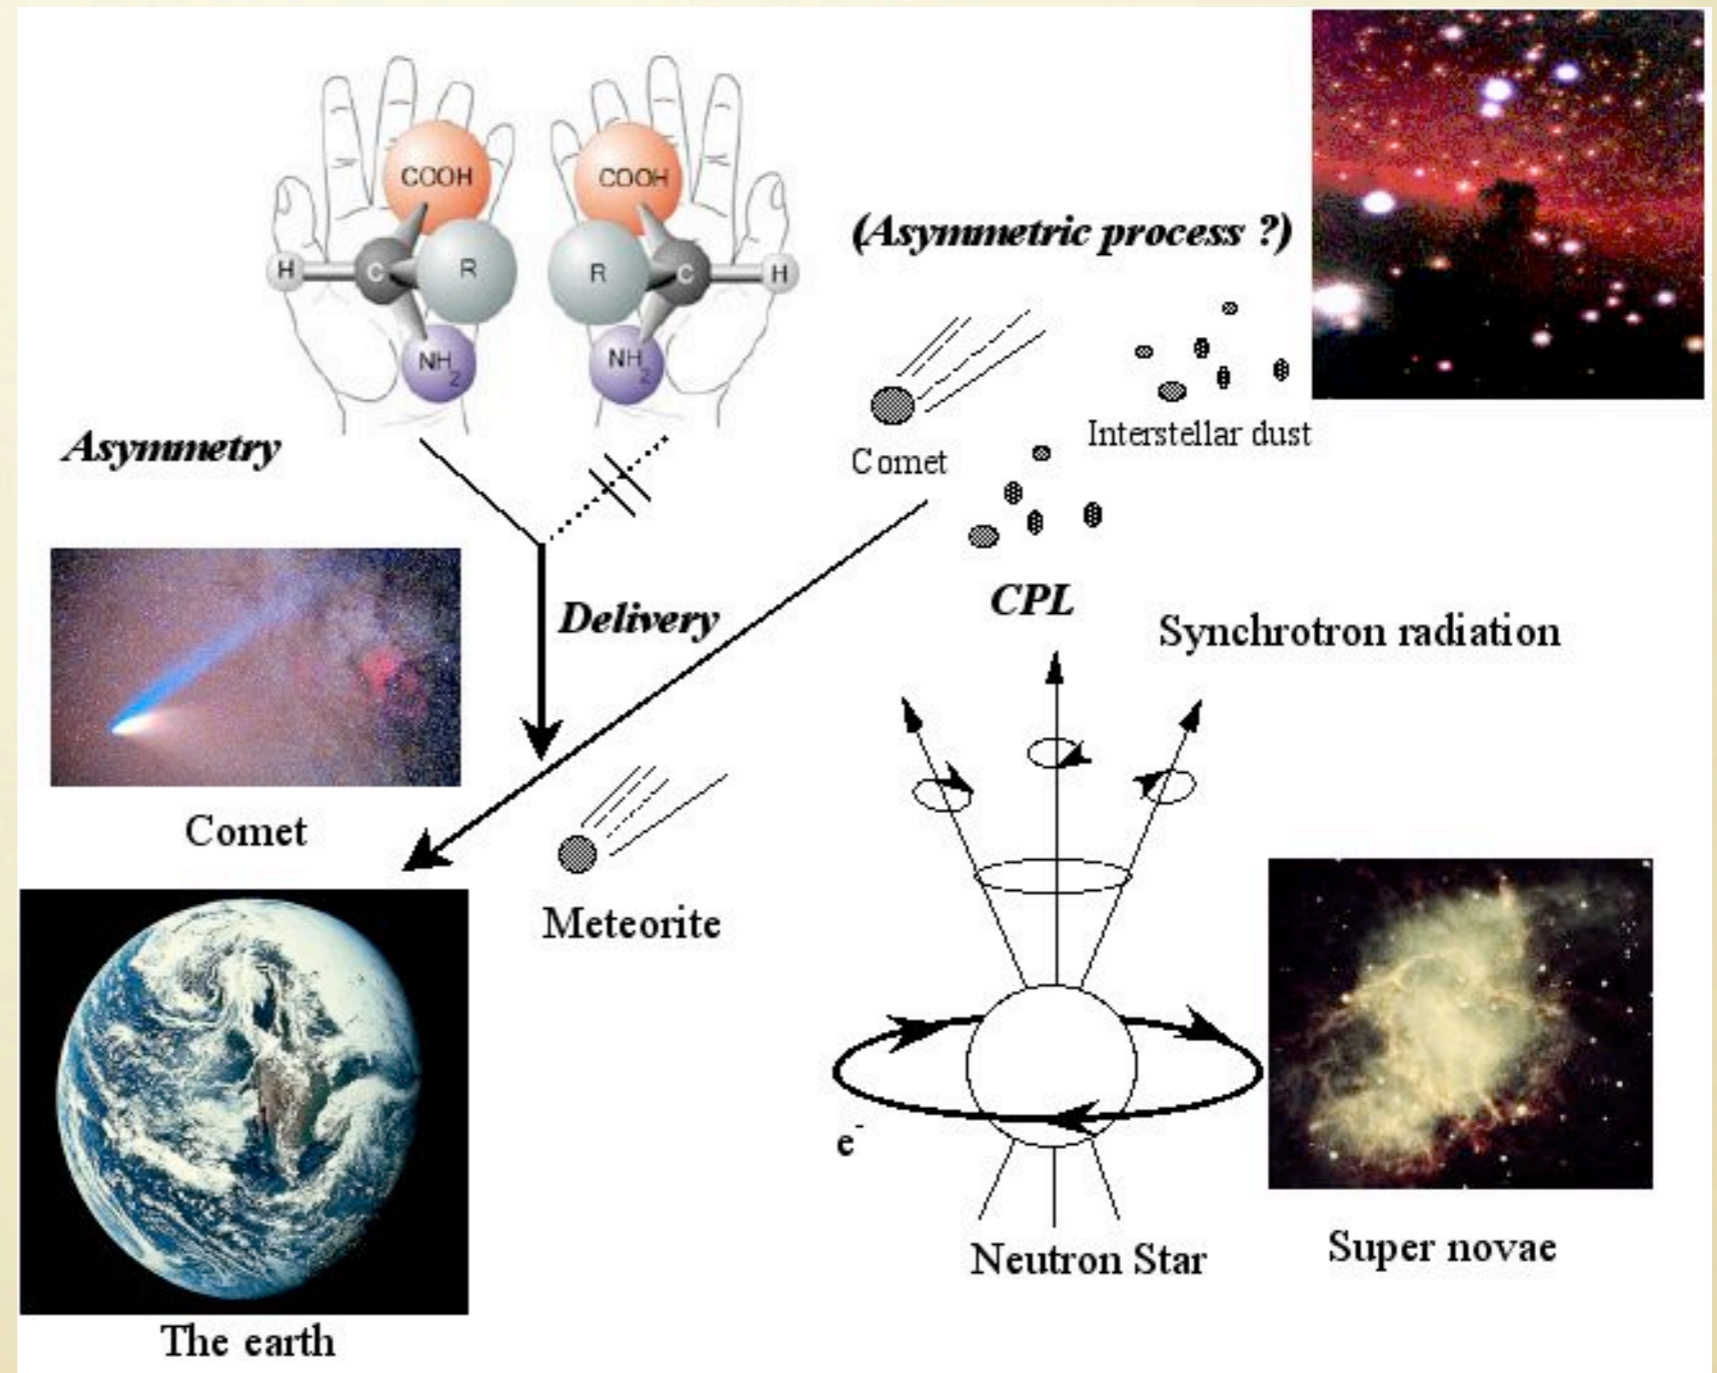 COOH
COOH
H
C
R
R
C
H
NH2
NH2
(Asymmetric process ?)
Asymmetry
Comet
Interstellar dust
Delivery
CPL
Synchrotron radiation
Comet
Meteorite
e-
Neutron Star
Super novae
The earth